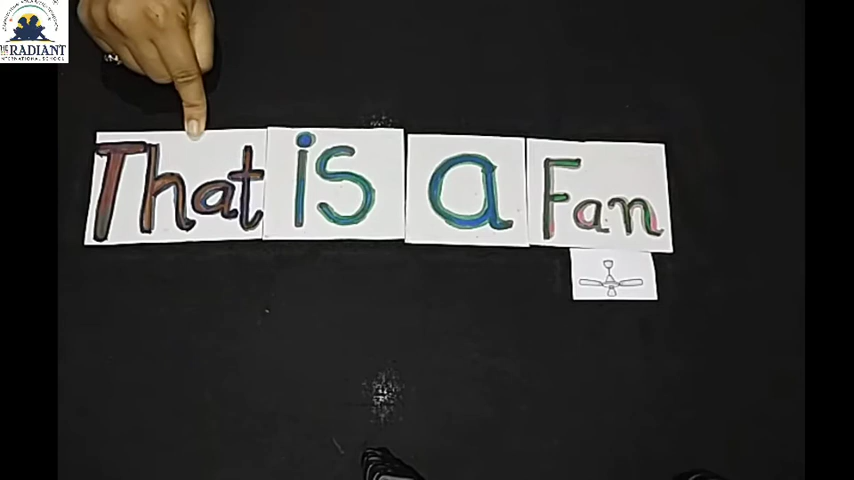 THE RADIANT
INTERNATIONAL SCHOOL
That is a Fan